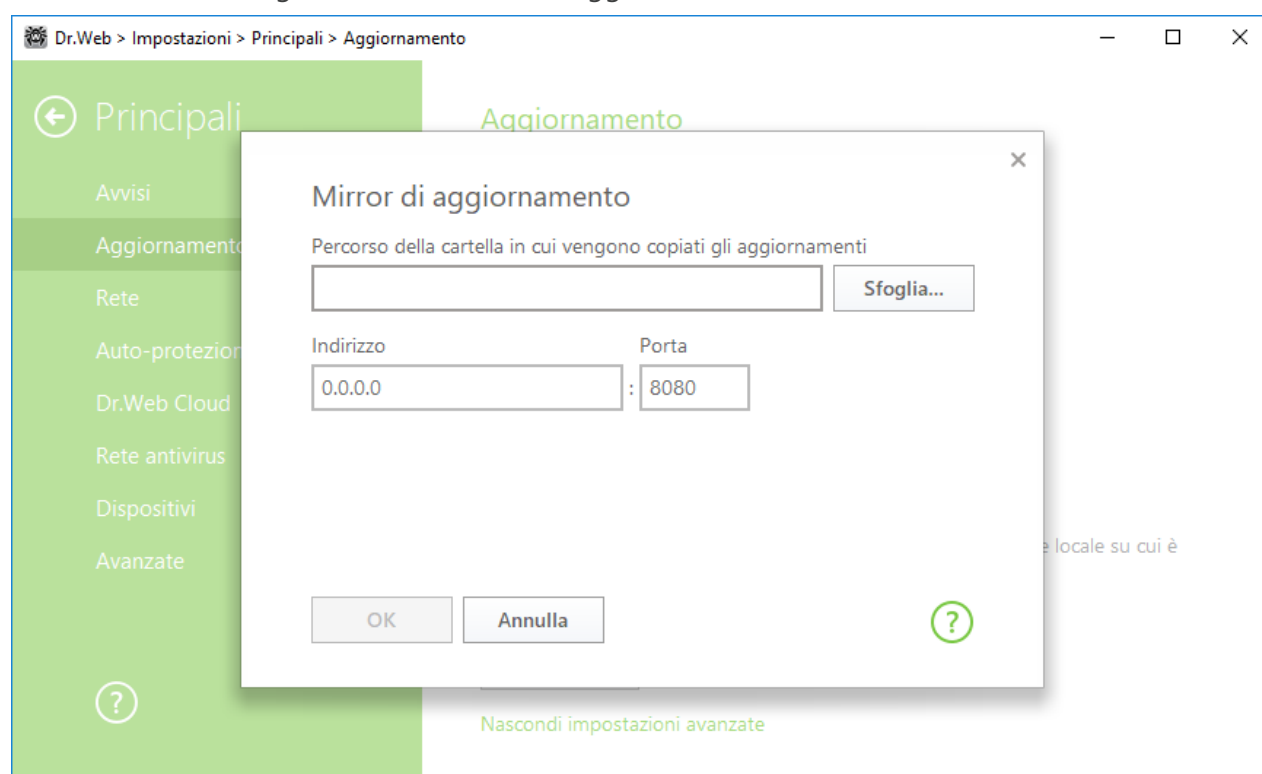 Dr.Web > Impostazioni > Principali > Aggiornamento
Principali
Avvisi
Aggiornamento
Rete
Dr.Web Cloud
Rete antivirus
Dispositivi
Avanzate
Aggiornamento
Mirror di aggiornamento
Percorso della cartella in cui vengono copiati gli aggiornamenti
Sfoglia...
Indirizzo Porta
0.0.0.0 : 8080
OK Annulla ?
locale su cui è
?
Nascondi impostazioni avanzate